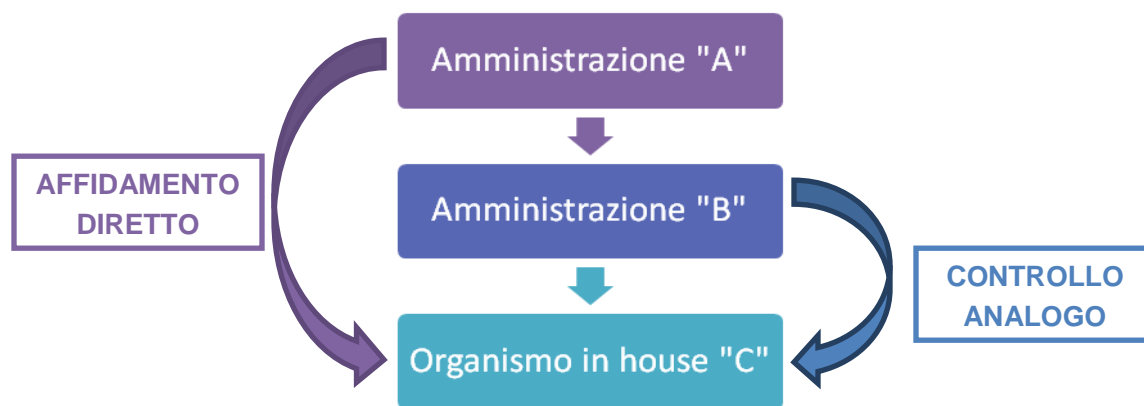 Amministrazione "A"
AFFIDAMENTO
DIRETTO
Amministrazione "B"
CONTROLLO
ANALOGO
Organismo in house "C"